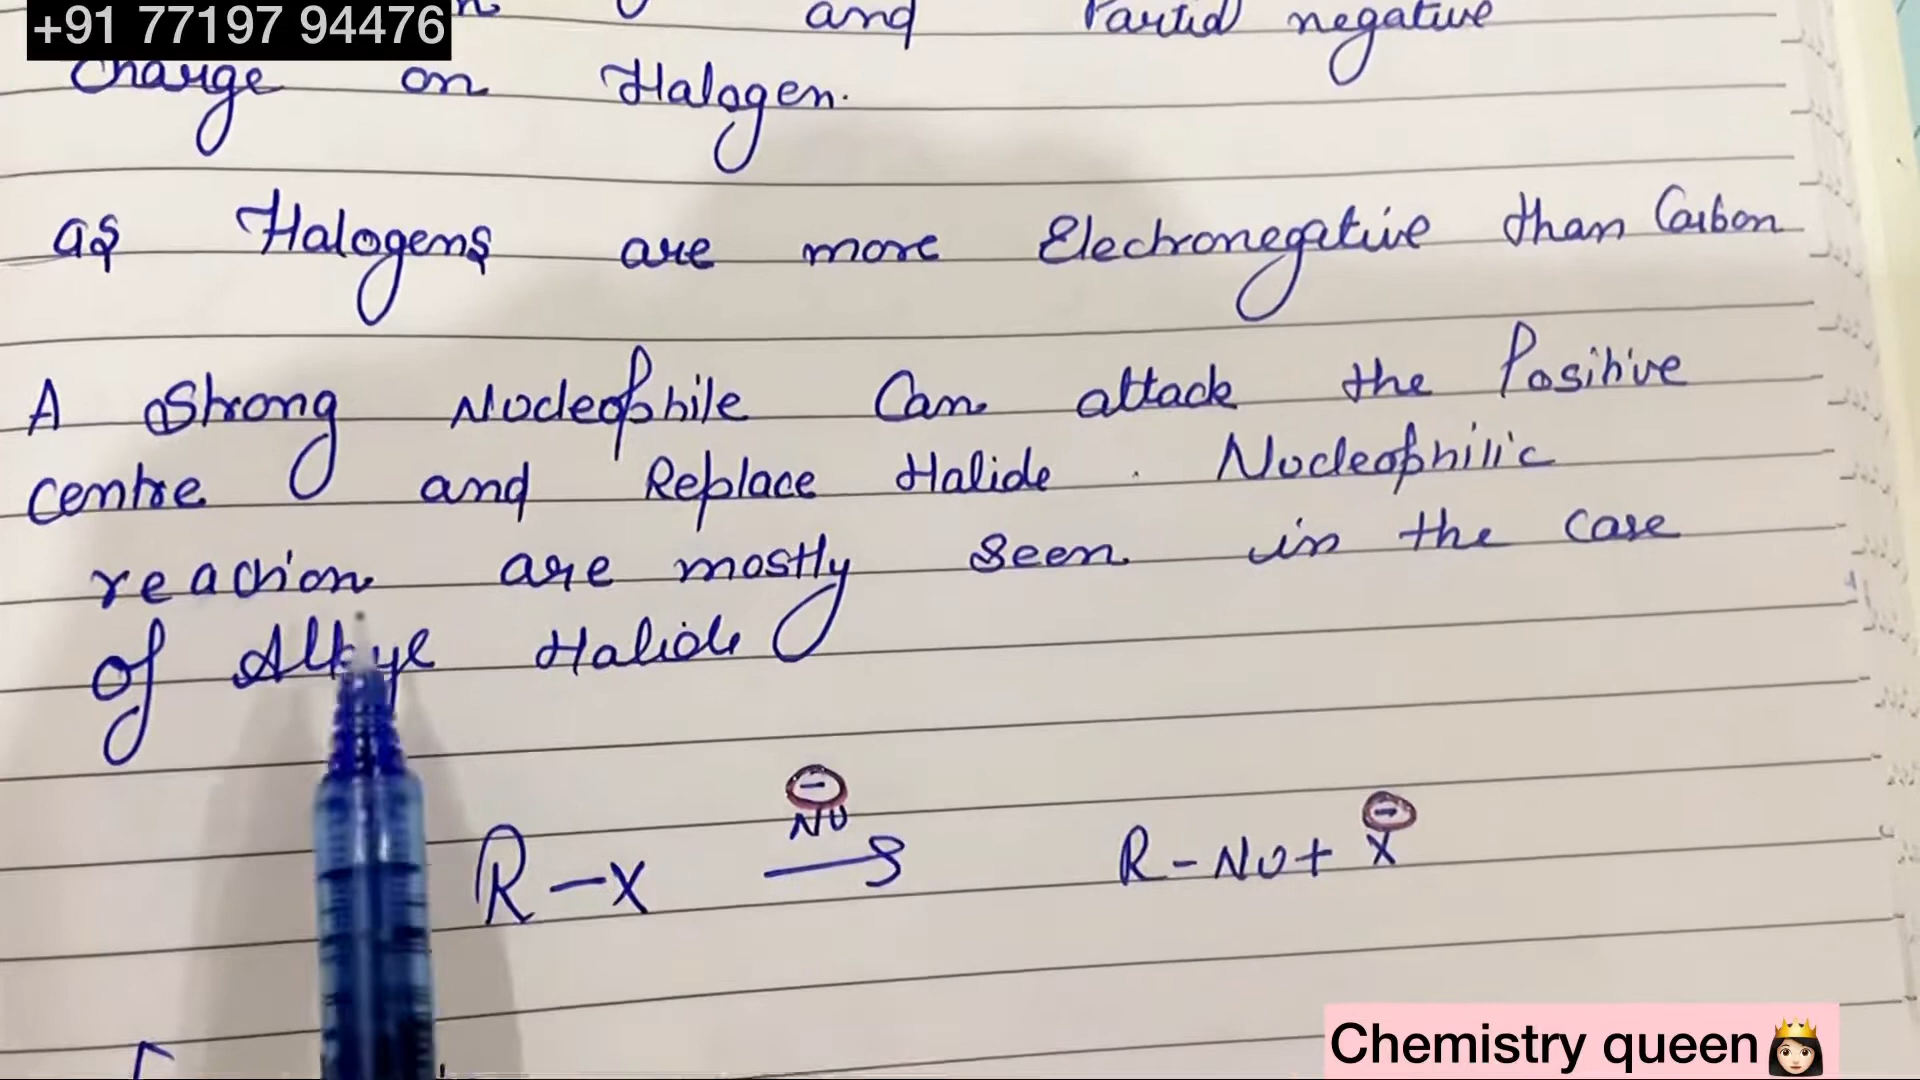 +91 77197 94476
and Partial negative
Charge on Halogen.
as Halogens are more Electronegative than Carbon
A Strong Nucleophile Can attack the Positive
centre and Replace Halide. Nucleophilic
reaction are mostly seen in the case
of Alkyl Halide
⊖ ⊖
R-X Nu → R-Nu + X
Chemistry queen👸🏻